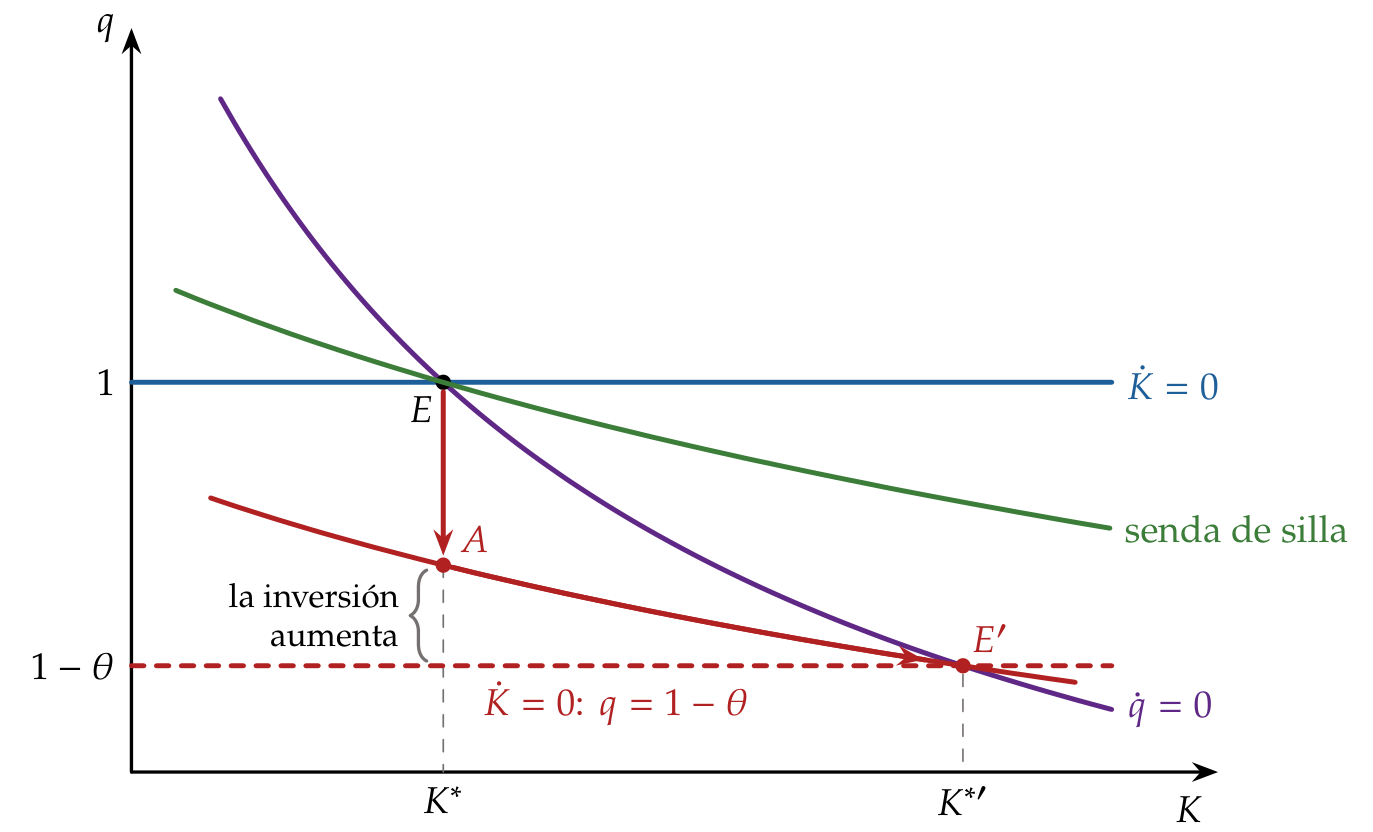 q
1
K̇ = 0
E
senda de silla
A
la inversión
aumenta
E′
1 − θ
K̇ = 0: q = 1 − θ
q̇ = 0
K*
K*′
K